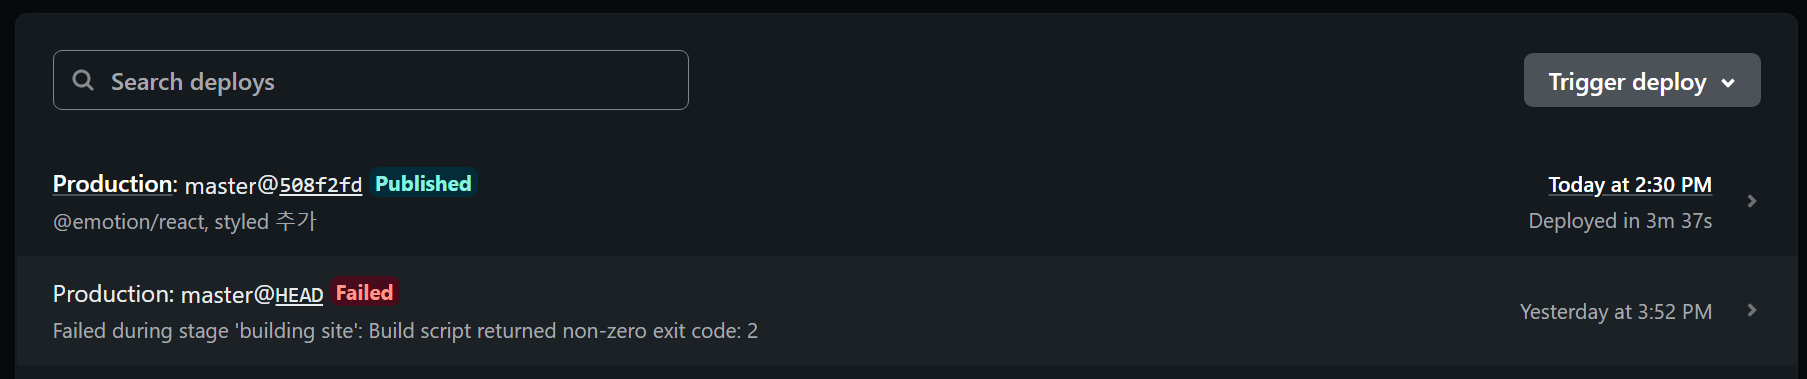 Search deploys
Trigger deploy
Production: master@508f2fd Published
Today at 2:30 PM
@emotion/react, styled 추가
Deployed in 3m 37s
Production: master@HEAD Failed
Yesterday at 3:52 PM
Failed during stage 'building site': Build script returned non-zero exit code: 2